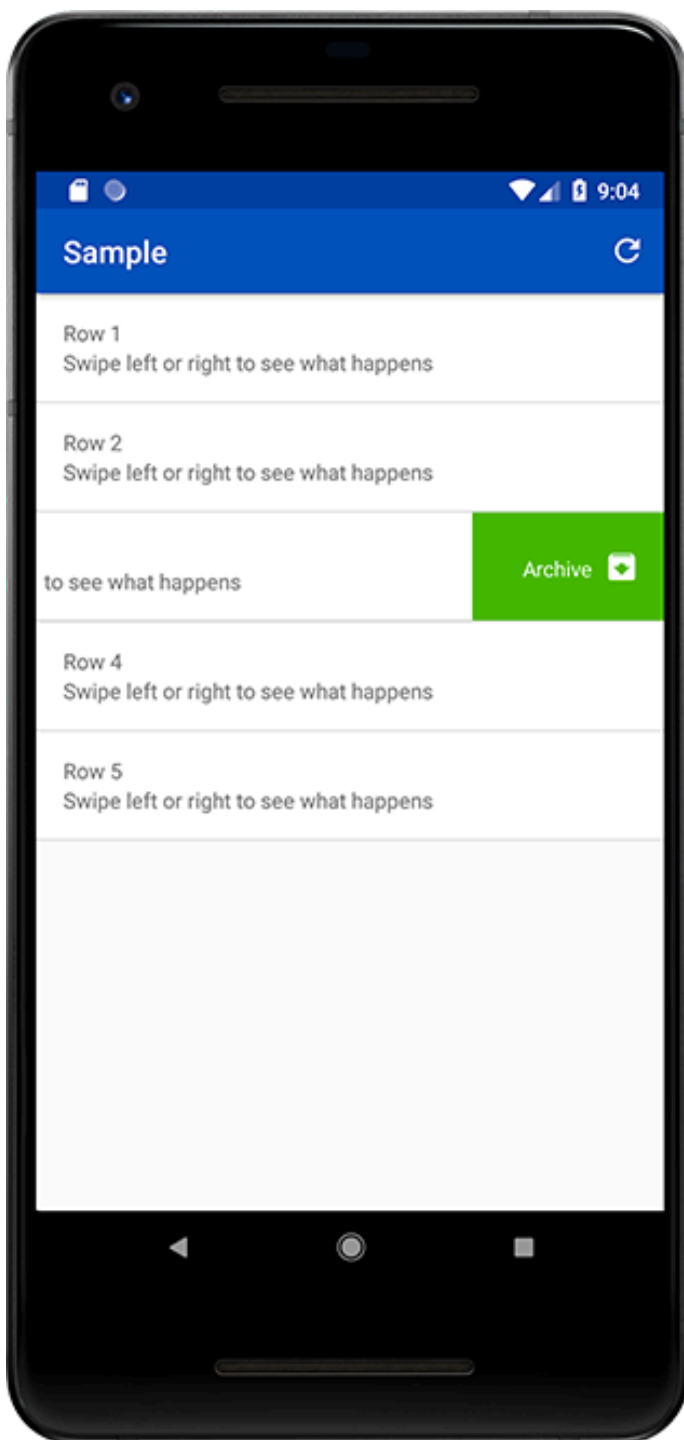 9:04
Sample
Row 1
Swipe left or right to see what happens
Row 2
Swipe left or right to see what happens
Archive
to see what happens
Row 4
Swipe left or right to see what happens
Row 5
Swipe left or right to see what happens